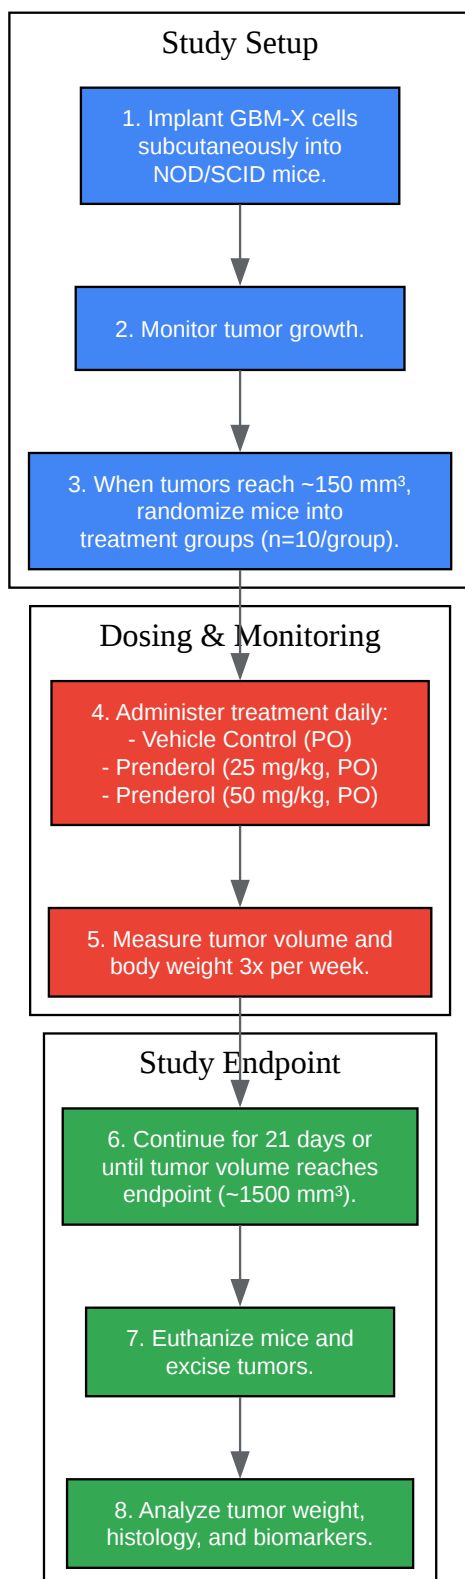 Study Setup
1. Implant GBM-X cells
subcutaneously into
NOD/SCID mice.
2. Monitor tumor growth.
3. When tumors reach ~150 mm³,
randomize mice into
treatment groups (n=10/group).
Dosing & Monitoring
4. Administer treatment daily:
- Vehicle Control (PO)
- Prenderol (25 mg/kg, PO)
- Prenderol (50 mg/kg, PO)
5. Measure tumor volume and
body weight 3x per week.
Study Endpoint
6. Continue for 21 days or
until tumor volume reaches
endpoint (~1500 mm³).
7. Euthanize mice and
excise tumors.
8. Analyze tumor weight,
histology, and biomarkers.